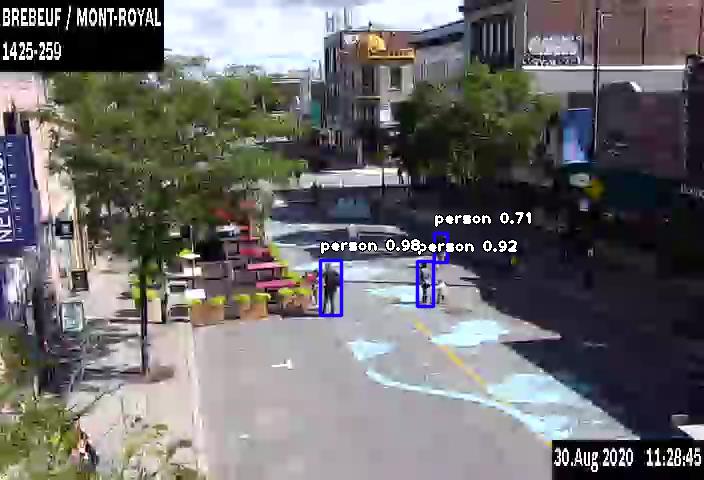 BREBEUF / MONT-ROYAL
1425-259
person 0.71
person 0.98
person 0.92
NEWLOOK
30.Aug 2020 11:28:45